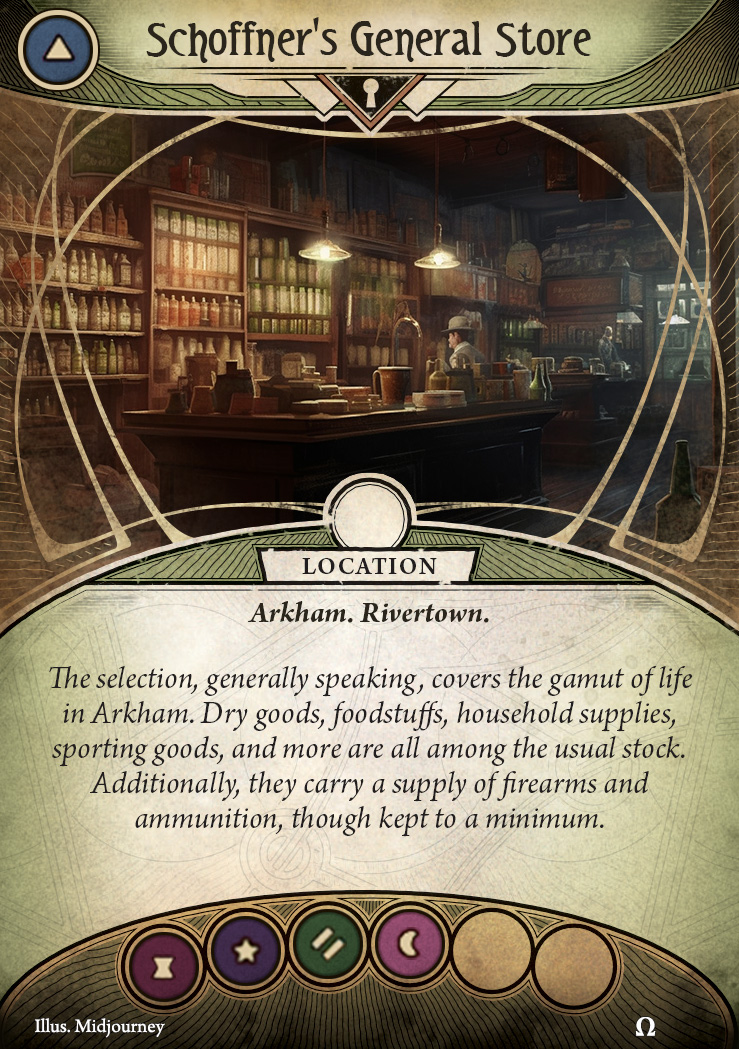 Schoffner's General Store
LOCATION
Arkham. Rivertown.
The selection, generally speaking, covers the gamut of life
in Arkham. Dry goods, foodstuffs, household supplies,
sporting goods, and more are all among the usual stock.
Additionally, they carry a supply of firearms and
ammunition, though kept to a minimum.
Illus. Midjourney
Ω